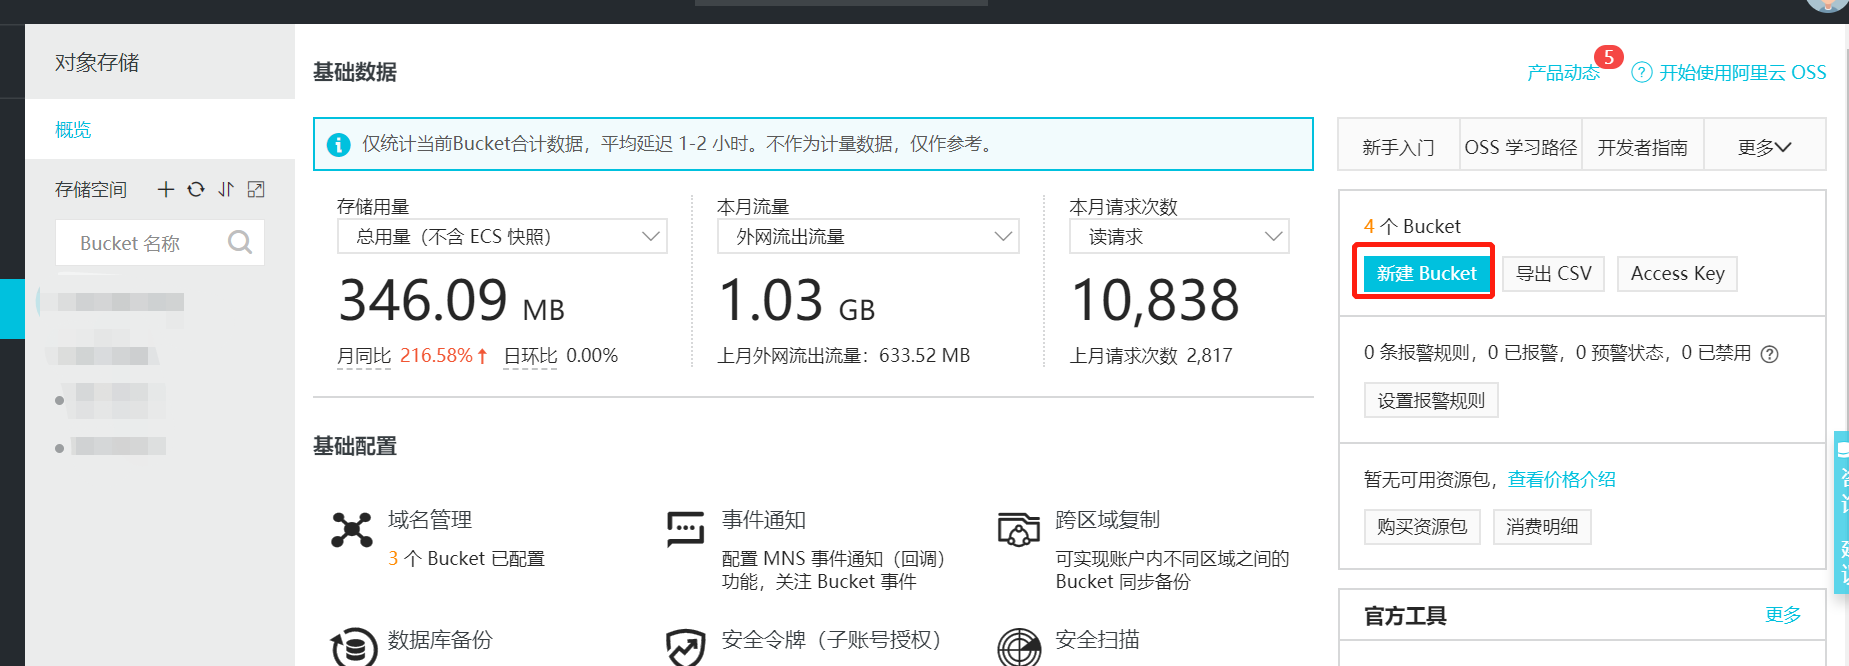 对象存储
概览
存储空间
Bucket 名称
基础数据
产品动态 5
? 开始使用阿里云 OSS
仅统计当前Bucket合计数据，平均延迟 1-2 小时。不作为计量数据，仅作参考。
存储用量
总用量（不含 ECS 快照）
346.09 MB
月同比 216.58% 日环比 0.00%
本月流量
外网流出流量
1.03 GB
上月外网流出流量：633.52 MB
本月请求次数
读请求
10,838
上月请求次数 2,817
基础配置
域名管理
3 个 Bucket 已配置
事件通知
配置 MNS 事件通知（回调）
功能，关注 Bucket 事件
跨区域复制
可实现账户内不同区域之间的
Bucket 同步备份
数据库备份
安全令牌（子账号授权）
安全扫描
新手入门 OSS 学习路径 开发者指南 更多
4 个 Bucket
新建 Bucket 导出 CSV Access Key
0 条报警规则，0 已报警，0 预警状态，0 已禁用 ?
设置报警规则
暂无可用资源包，查看价格介绍
购买资源包 消费明细
官方工具 更多